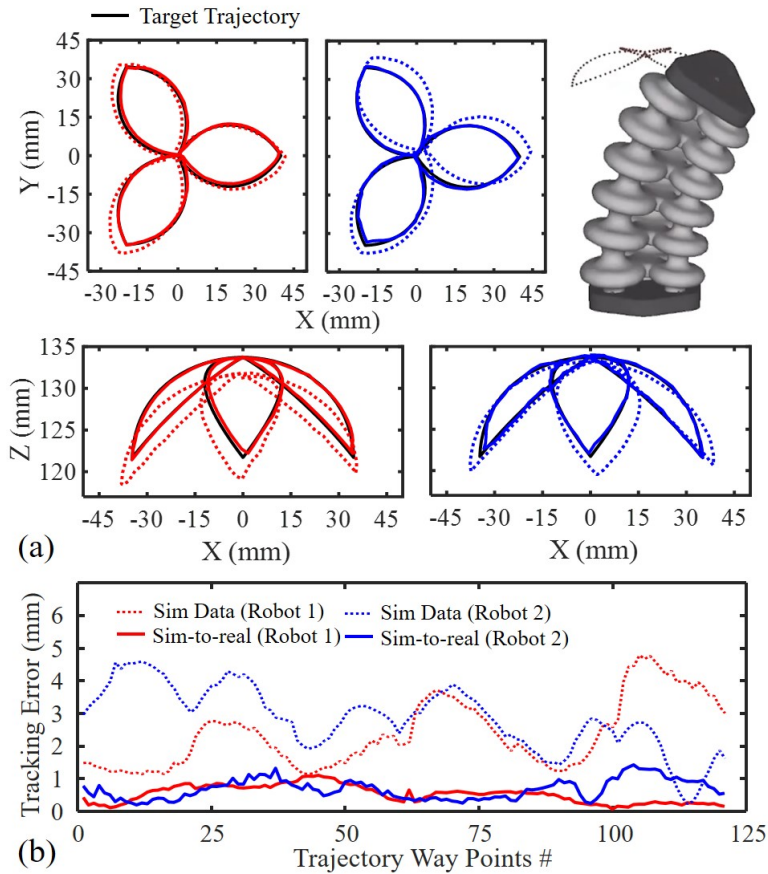 Target Trajectory
45
30
15
0
-15
-30
-45
Y (mm)
-30 -15 0 15 30 45
-30 -15 0 15 30 45
X (mm)
135
130
125
120
Z (mm)
-45 -30 -15 0 15 30 45
-45 -30 -15 0 15 30 45
(a)
X (mm)
X (mm)
7
6
5
4
3
2
1
0
Tracking Error (mm)
Sim Data (Robot 1)
Sim Data (Robot 2)
Sim-to-real (Robot 1)
Sim-to-real (Robot 2)
0 25 50 75 100 125
(b)
Trajectory Way Points #